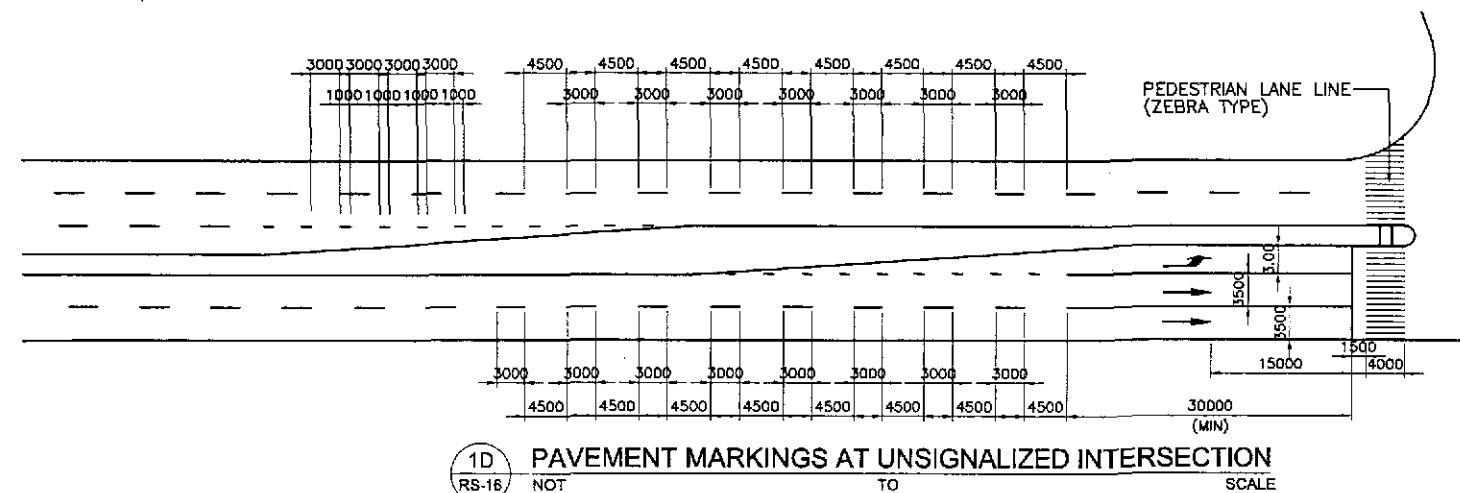 3000 3000 3000 3000
4500 4500 4500 4500 4500 4500 4500 4500
1000 1000 1000 1000
3000 3000 3000 3000 3000 3000 3000
PEDESTRIAN LANE LINE
(ZEBRA TYPE)
3.00
3500
3500
1500
3000 3000 3000 3000 3000 3000 3000 3000
15000 4000
4500 4500 4500 4500 4500 4500 4500 4500
30000
(MIN)
1D
RS-16
PAVEMENT MARKINGS AT UNSIGNALIZED INTERSECTION
NOT TO SCALE